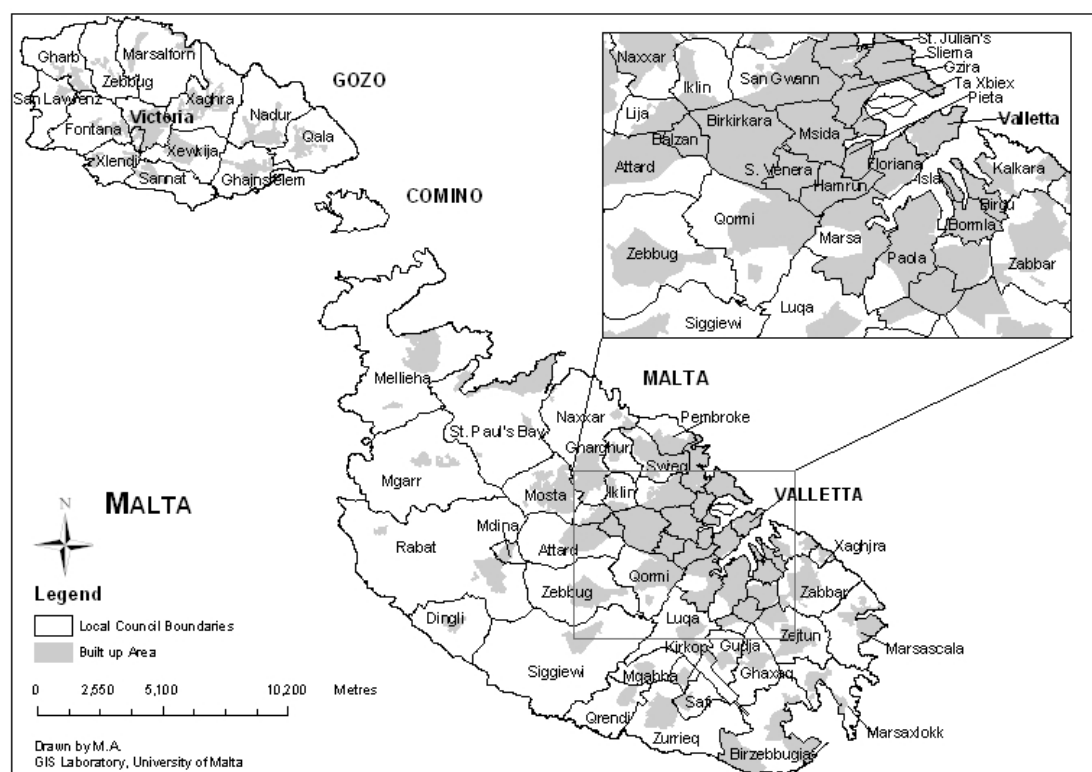 Gharb
Marsalforn
Zebbug
San Lawrenz
Xaghra
Victoria
Fontana
Nadur
Qala
Xlendi
Xewkija
Sannat
Ghajnsielem
GOZO
COMINO
St. Julian's
Sliema
Gzira
Ta Xbiex
Pieta
Valletta
Naxxar
Iklin
San Gwann
Lija
Birkirkara
Msida
Balzan
Attard
S. Venera
Floriana
Hamrun
Isla
Kalkara
Birgu
L.Bormla
Qormi
Marsa
Paola
Zebbug
Zabbar
Luqa
Siggiewi
Mellieha
MALTA
Naxxar
Pembroke
St. Paul's Bay
Gharghur
Swieqi
Mgarr
Mosta
Iklin
VALLETTA
N
MALTA
Mdina
Rabat
Attard
Xaghjra
Qormi
Zabbar
Zebbug
Legend
Local Council Boundaries
Built up Area
Dingli
Luqa
Zejtun
Kirkop
Gudja
Marsascala
Siggiewi
Mqabba
Ghaxaq
Safi
Qrendi
Zurrieq
Marsaxlokk
Birzebbugia
0 2,550 5,100 10,200 Metres
Drawn by M.A.
GIS Laboratory, University of Malta